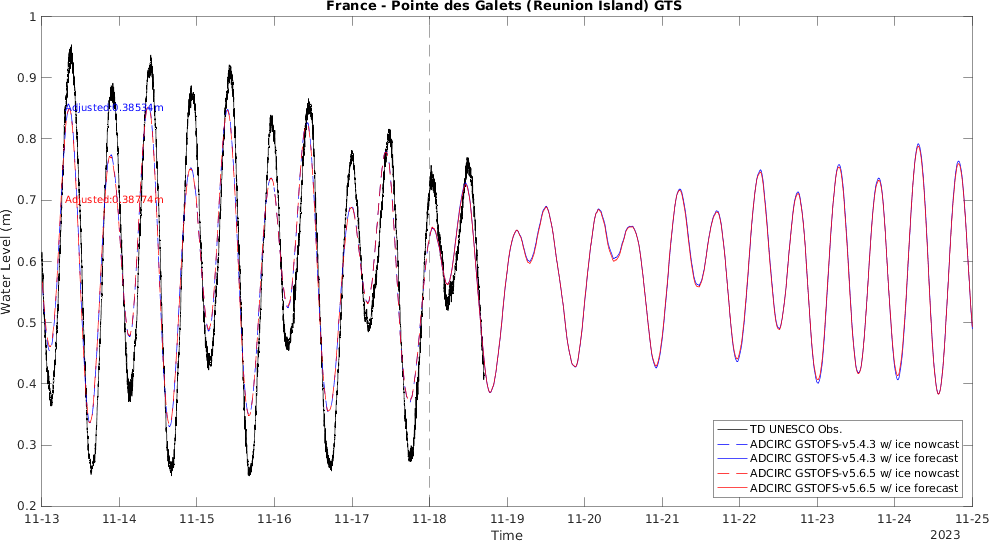 France - Pointe des Galets (Reunion Island) GTS
1
0.9
0.8
0.7
0.6
0.5
0.4
0.3
0.2
Water Level (m)
Adjusted:0.38534m
Adjusted:0.38774m
TD UNESCO Obs.
ADCIRC GSTOFS-v5.4.3 w/ ice nowcast
ADCIRC GSTOFS-v5.4.3 w/ ice forecast
ADCIRC GSTOFS-v5.6.5 w/ ice nowcast
ADCIRC GSTOFS-v5.6.5 w/ ice forecast
11-13 11-14 11-15 11-16 11-17 11-18 11-19 11-20 11-21 11-22 11-23 11-24 11-25
Time
2023